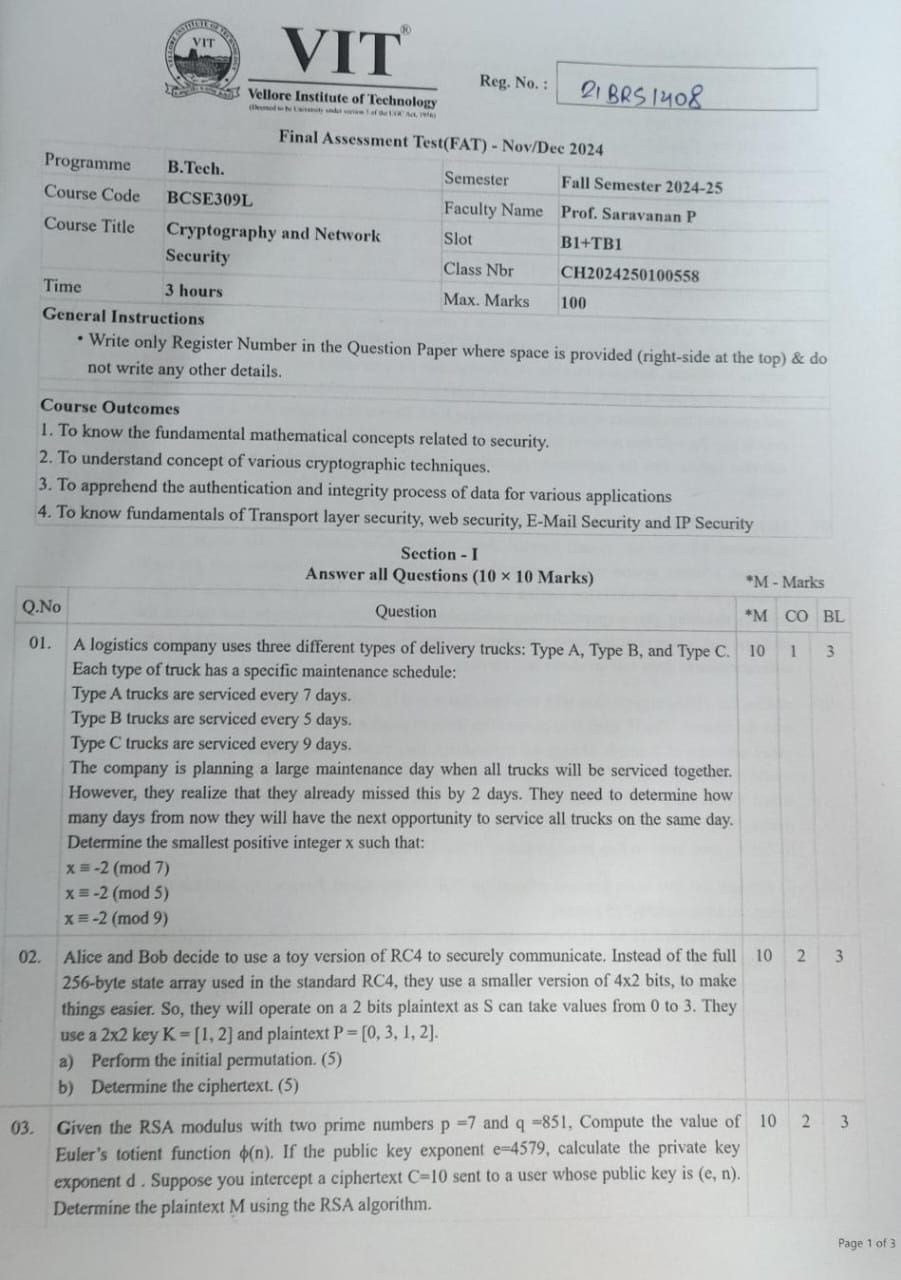 VIT
VIT®
Vellore Institute of Technology
(Deemed to be University under section 3 of the UGC Act, 1956)
Reg. No. :
21BRS1408
Final Assessment Test(FAT) - Nov/Dec 2024
Programme B.Tech. Semester Fall Semester 2024-25
Course Code BCSE309L Faculty Name Prof. Saravanan P
Course Title Cryptography and Network Slot B1+TB1
Security Class Nbr CH2024250100558
Time 3 hours Max. Marks 100
General Instructions
• Write only Register Number in the Question Paper where space is provided (right-side at the top) & do
not write any other details.
Course Outcomes
1. To know the fundamental mathematical concepts related to security.
2. To understand concept of various cryptographic techniques.
3. To apprehend the authentication and integrity process of data for various applications
4. To know fundamentals of Transport layer security, web security, E-Mail Security and IP Security
Section - I
Answer all Questions (10 × 10 Marks)
*M - Marks
Q.No Question *M CO BL
01. A logistics company uses three different types of delivery trucks: Type A, Type B, and Type C. 10 1 3
Each type of truck has a specific maintenance schedule:
Type A trucks are serviced every 7 days.
Type B trucks are serviced every 5 days.
Type C trucks are serviced every 9 days.
The company is planning a large maintenance day when all trucks will be serviced together.
However, they realize that they already missed this by 2 days. They need to determine how
many days from now they will have the next opportunity to service all trucks on the same day.
Determine the smallest positive integer x such that:
x ≡ -2 (mod 7)
x ≡ -2 (mod 5)
x ≡ -2 (mod 9)
02. Alice and Bob decide to use a toy version of RC4 to securely communicate. Instead of the full 10 2 3
256-byte state array used in the standard RC4, they use a smaller version of 4x2 bits, to make
things easier. So, they will operate on a 2 bits plaintext as S can take values from 0 to 3. They
use a 2x2 key K = [1, 2] and plaintext P = [0, 3, 1, 2].
a) Perform the initial permutation. (5)
b) Determine the ciphertext. (5)
03. Given the RSA modulus with two prime numbers p =7 and q =851, Compute the value of 10 2 3
Euler's totient function ϕ(n). If the public key exponent e=4579, calculate the private key
exponent d . Suppose you intercept a ciphertext C=10 sent to a user whose public key is (e, n).
Determine the plaintext M using the RSA algorithm.
Page 1 of 3